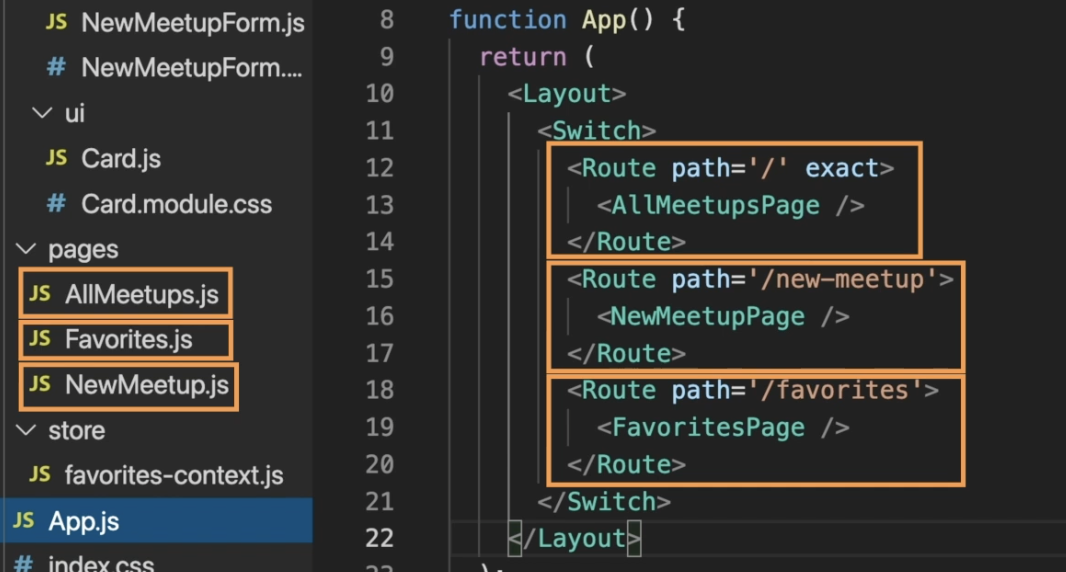 JS NewMeetupForm.js
# NewMeetupForm....
ui
JS Card.js
# Card.module.css
pages
JS AllMeetups.js
JS Favorites.js
JS NewMeetup.js
store
JS favorites-context.js
JS App.js
# index.css
8 function App() {
9 return (
10 <Layout>
11 <Switch>
12 <Route path='/' exact>
13 <AllMeetupsPage />
14 </Route>
15 <Route path='/new-meetup'>
16 <NewMeetupPage />
17 </Route>
18 <Route path='/favorites'>
19 <FavoritesPage />
20 </Route>
21 </Switch>
22 </Layout>
23 );